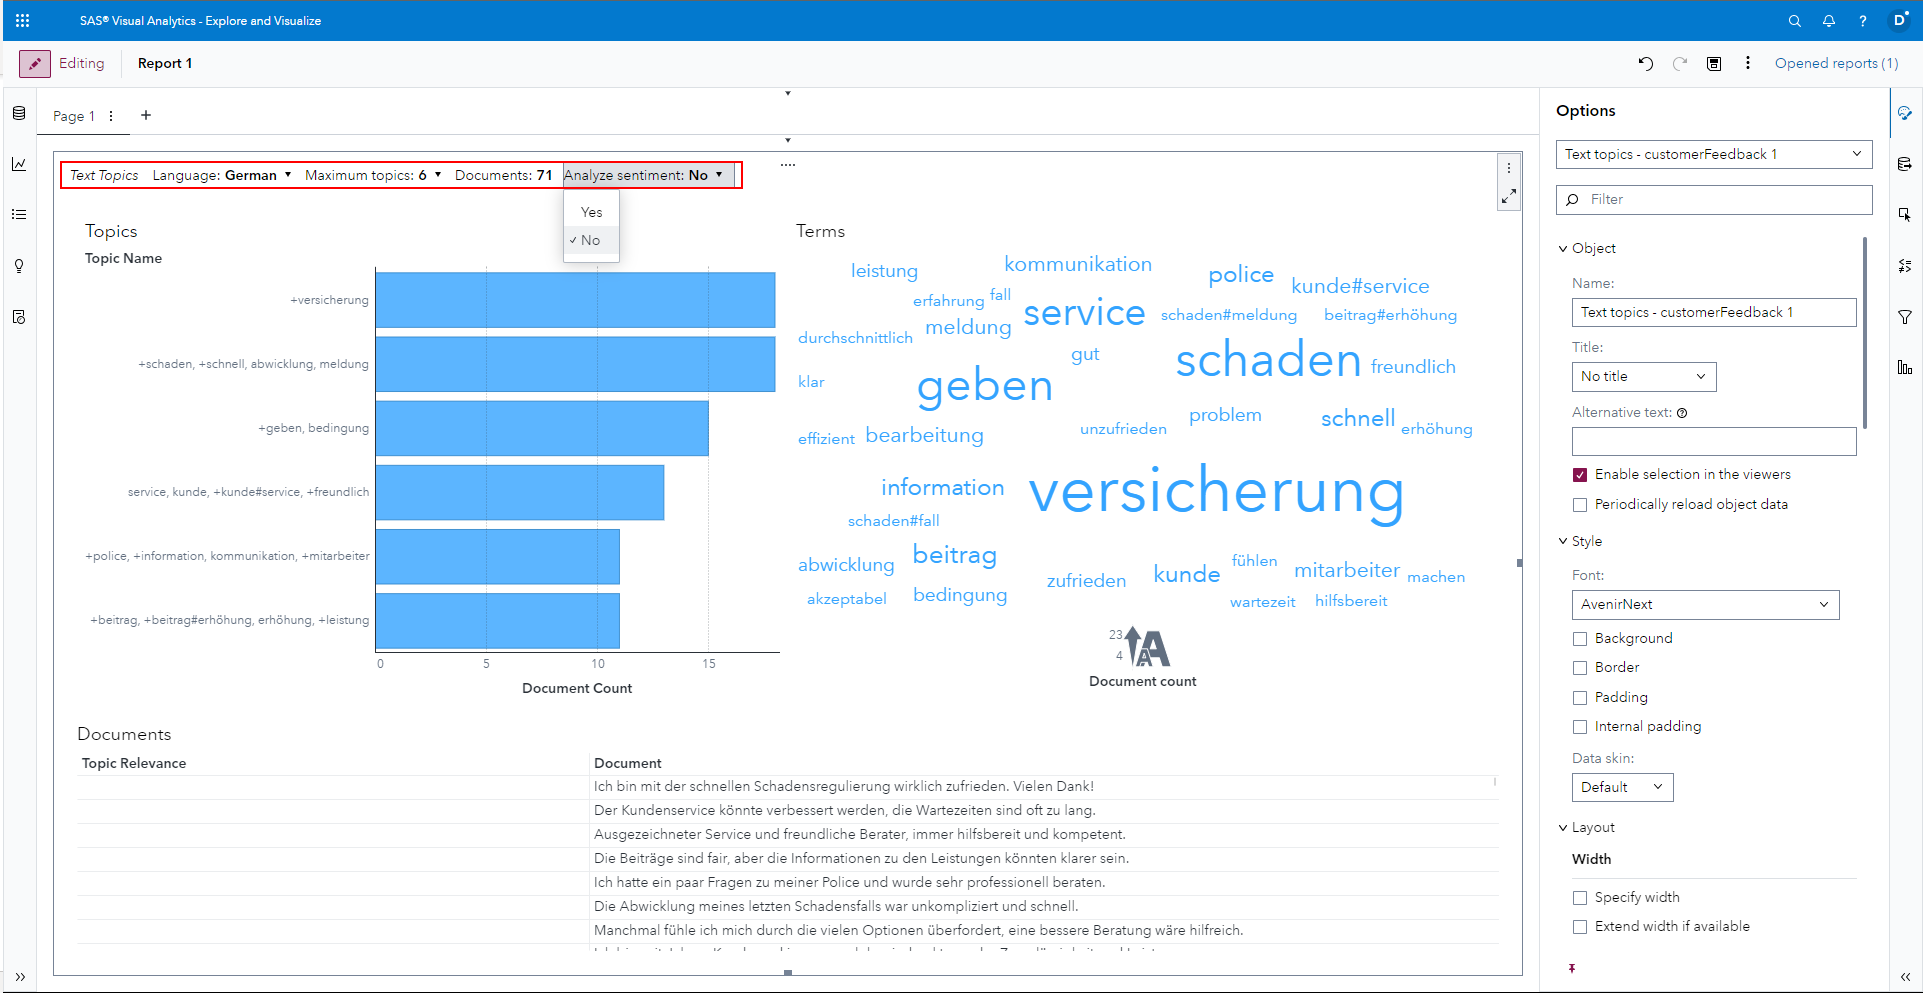 SAS® Visual Analytics - Explore and Visualize
D
Editing
Report 1
Opened reports (1)
Page 1
Text Topics Language: German Maximum topics: 6 Documents: 71 Analyze sentiment: No
Yes
No
Topics
Topic Name
+versicherung
+schaden, +schnell, abwicklung, meldung
+geben, bedingung
service, kunde, +kunde#service, +freundlich
+police, +information, kommunikation, +mitarbeiter
+beitrag, +beitrag#erhöhung, erhöhung, +leistung
0 5 10 15
Document Count
Terms
leistung
kommunikation
police
kunde#service
erfahrung
fall
service
schaden#meldung
beitrag#erhöhung
durchschnittlich
meldung
gut
schaden
freundlich
klar
geben
problem
schnell
effizient
bearbeitung
unzufrieden
erhöhung
information
versicherung
schaden#fall
abwicklung
beitrag
zufrieden
kunde
fühlen
mitarbeiter
machen
akzeptabel
bedingung
wartezeit
hilfsbereit
23
4
Document count
Documents
Topic Relevance
Document
Ich bin mit der schnellen Schadensregulierung wirklich zufrieden. Vielen Dank!
Der Kundenservice könnte verbessert werden, die Wartezeiten sind oft zu lang.
Ausgezeichneter Service und freundliche Berater, immer hilfsbereit und kompetent.
Die Beiträge sind fair, aber die Informationen zu den Leistungen könnten klarer sein.
Ich hatte ein paar Fragen zu meiner Police und wurde sehr professionell beraten.
Die Abwicklung meines letzten Schadensfalls war unkompliziert und schnell.
Manchmal fühle ich mich durch die vielen Optionen überfordert, eine bessere Beratung wäre hilfreich.
Options
Text topics - customerFeedback 1
Filter
Object
Name:
Text topics - customerFeedback 1
Title:
No title
Alternative text:
Enable selection in the viewers
Periodically reload object data
Style
Font:
AvenirNext
Background
Border
Padding
Internal padding
Data skin:
Default
Layout
Width
Specify width
Extend width if available